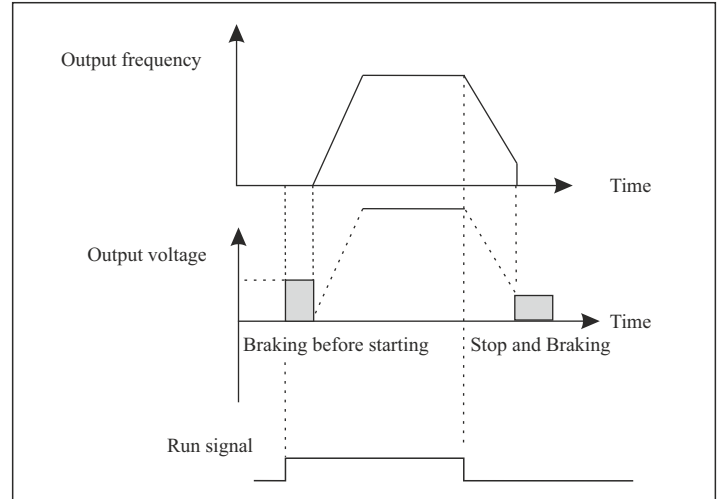 Output frequency
Time
Output voltage
Time
Braking before starting
Stop and Braking
Run signal